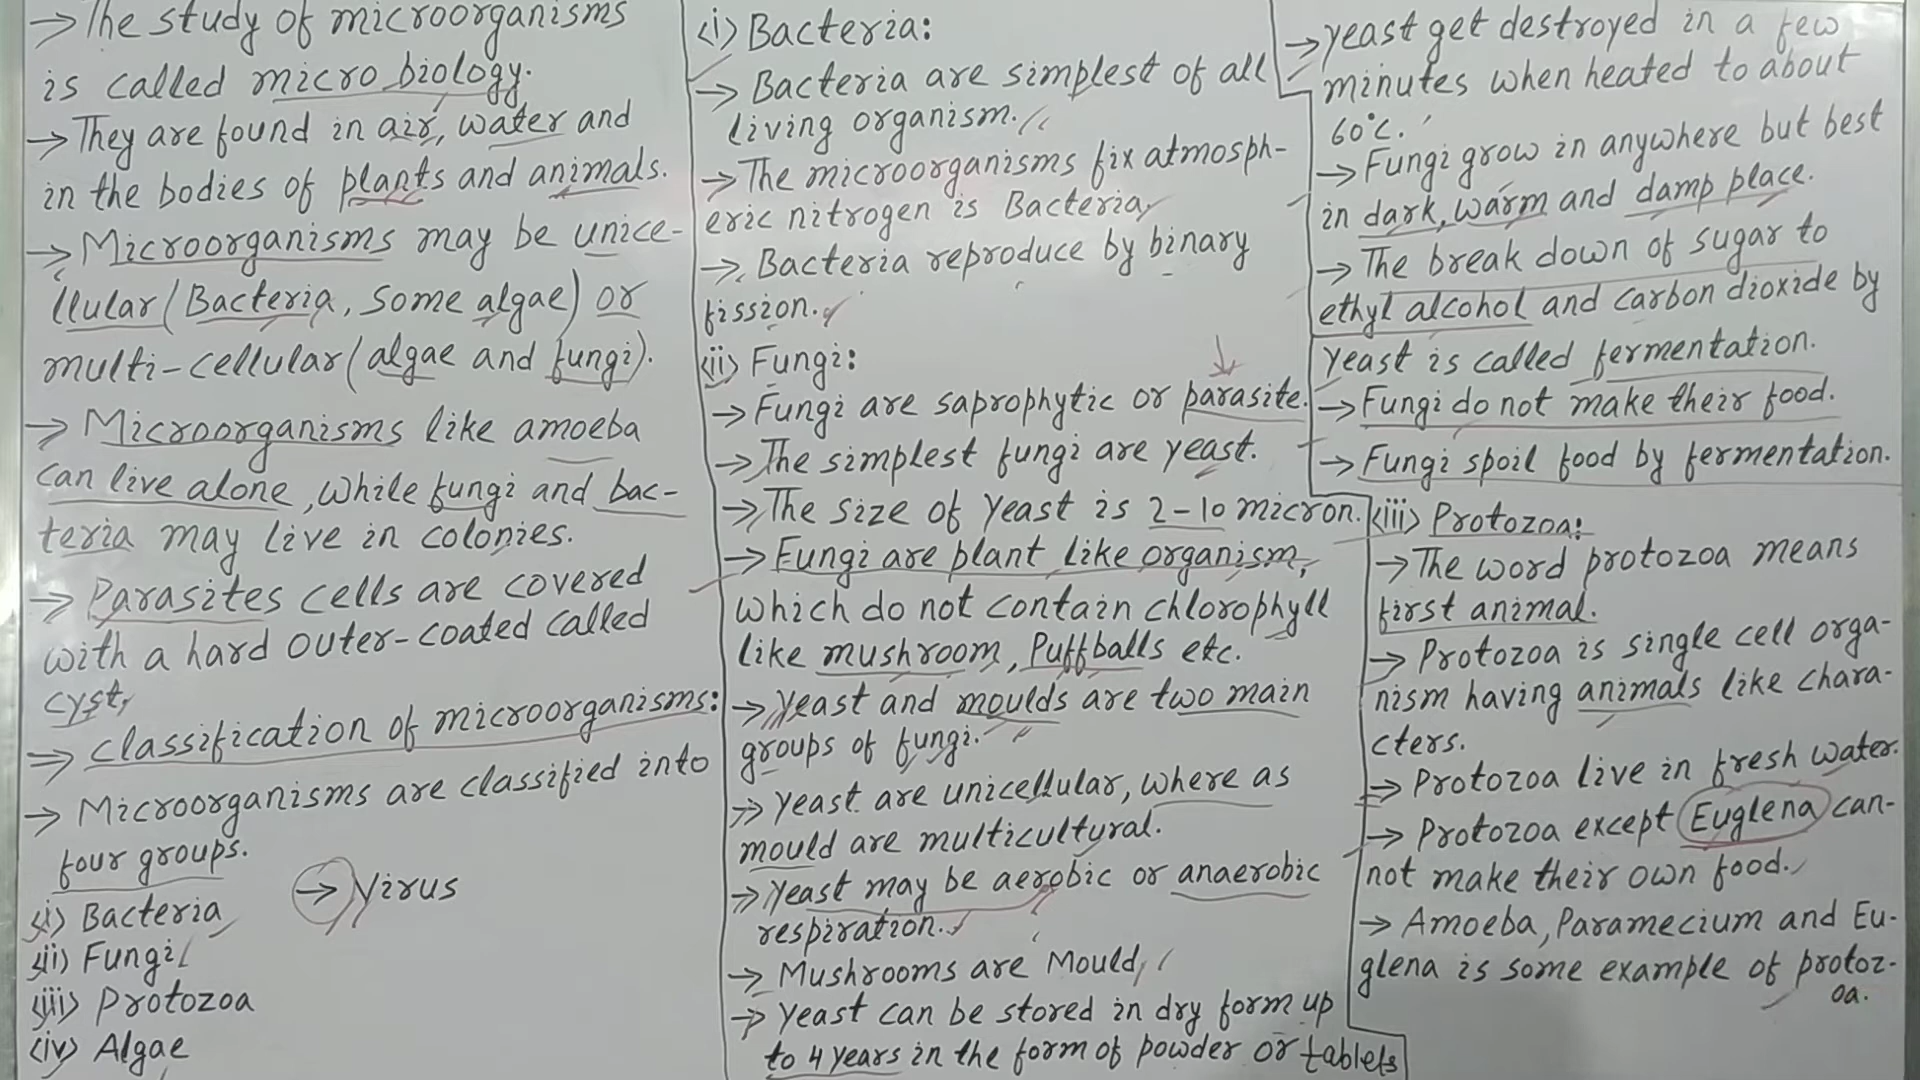 → The study of microorganisms
is called micro biology.
→ They are found in air, water and
in the bodies of plants and animals.
→ Microorganisms may be unice-
llular (Bacteria, some algae) or
multi-cellular (algae and fungi).
→ Microorganisms like amoeba
can live alone, while fungi and bac-
teria may live in colonies.
→ Parasites cells are covered
with a hard outer-coated called
cyst,
→ classification of microorganisms:
→ Microorganisms are classified into
four groups.
(i) Bacteria
(ii) Fungi
(iii) Protozoa
(iv) Algae
→ Virus
(i) Bacteria:
→ Bacteria are simplest of all
living organism.
→ The microorganisms fix atmosph-
eric nitrogen is Bacteria,
→ Bacteria reproduce by binary
fission.
(ii) Fungi:
→ Fungi are saprophytic or parasite.
→ The simplest fungi are yeast.
→ The size of yeast is 2-10 micron.
→ Fungi are plant like organism,
which do not contain chlorophyll
like mushroom, Puffballs etc.
→ Yeast and moulds are two main
groups of fungi.
→ Yeast are unicellular, where as
mould are multicultural.
→ Yeast may be aerobic or anaerobic
respiration.
→ Mushrooms are Mould,
→ Yeast can be stored in dry form up
to 4 years in the form of powder or tablets
→ Yeast get destroyed in a few
minutes when heated to about
60°c.
→ Fungi grow in anywhere but best
in dark, warm and damp place.
→ The break down of sugar to
ethyl alcohol and carbon dioxide by
yeast is called fermentation.
→ Fungi do not make their food.
→ Fungi spoil food by fermentation.
(iii) Protozoa:
→ The word protozoa means
first animal.
→ Protozoa is single cell orga-
nism having animals like chara-
cters.
→ Protozoa live in fresh water.
→ Protozoa except Euglena can-
not make their own food.
→ Amoeba, Paramecium and Eu-
glena is some example of protoz-
oa.